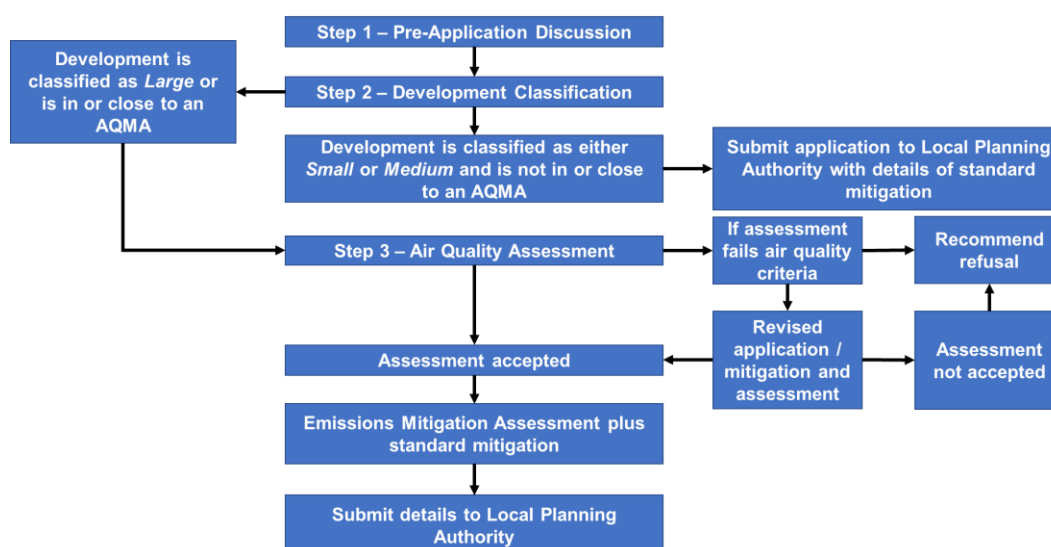 Step 1 – Pre-Application Discussion
Development is
classified as Large or
is in or close to an
AQMA
Step 2 – Development Classification
Development is classified as either
Small or Medium and is not in or close
to an AQMA
Submit application to Local Planning
Authority with details of standard
mitigation
Step 3 – Air Quality Assessment
If assessment
fails air quality
criteria
Recommend
refusal
Assessment accepted
Revised
application /
mitigation and
assessment
Assessment
not accepted
Emissions Mitigation Assessment plus
standard mitigation
Submit details to Local Planning
Authority